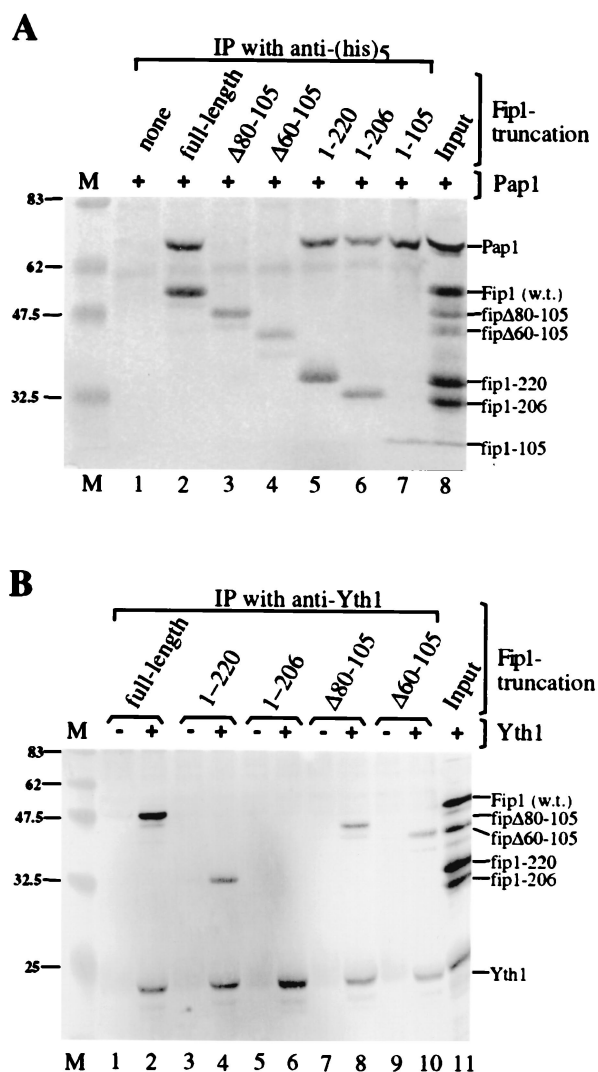 A
IP with anti-(his)5
none
full-length
Δ80-105
Δ60-105
1-220
1-206
1-105
Input
Fip1-
truncation
M + + + + + + + + Pap1
83
62
47.5
32.5
Pap1
Fip1 (w.t.)
fipΔ80-105
fipΔ60-105
fip1-220
fip1-206
fip1-105
M 1 2 3 4 5 6 7 8
B
IP with anti-Yth1
full-length
1-220
1-206
Δ80-105
Δ60-105
Input
Fip1-
truncation
M - + - + - + - + - + + Yth1
83
62
47.5
32.5
25
Fip1 (w.t.)
fipΔ80-105
fipΔ60-105
fip1-220
fip1-206
Yth1
M 1 2 3 4 5 6 7 8 9 10 11